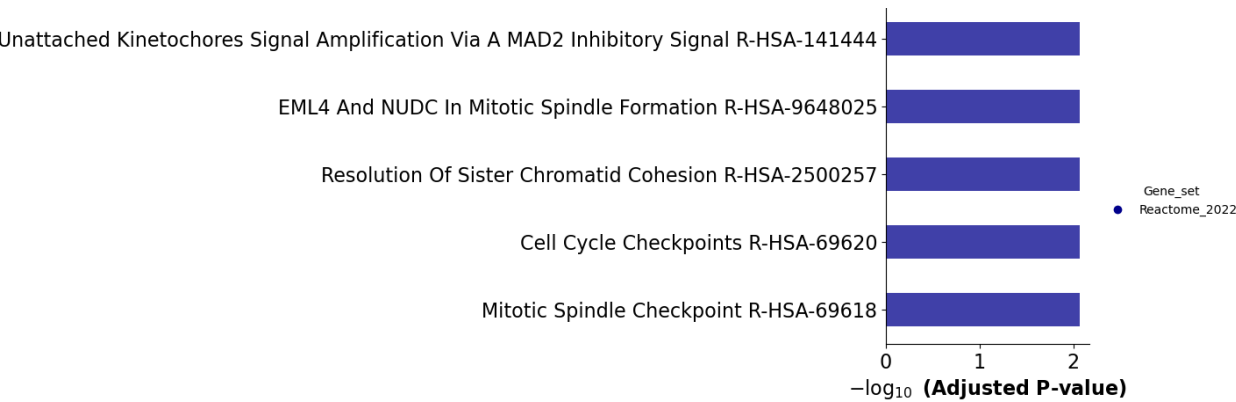 Unattached Kinetochores Signal Amplification Via A MAD2 Inhibitory Signal R-HSA-141444
EML4 And NUDC In Mitotic Spindle Formation R-HSA-9648025
Resolution Of Sister Chromatid Cohesion R-HSA-2500257
Cell Cycle Checkpoints R-HSA-69620
Mitotic Spindle Checkpoint R-HSA-69618
0 1 2
−log₁₀ (Adjusted P-value)
Gene_set
Reactome_2022